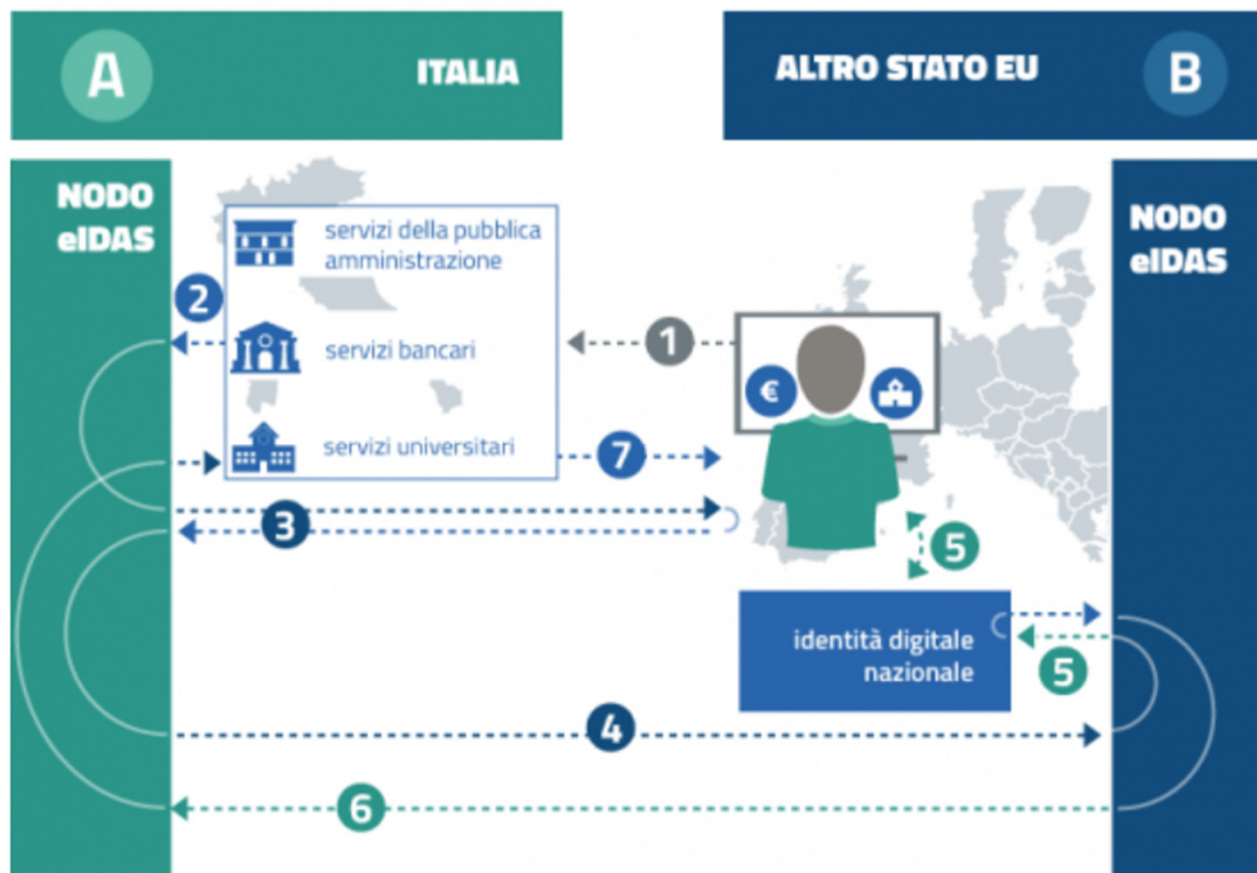 A
ITALIA
ALTRO STATO EU
B
NODO
eIDAS
NODO
eIDAS
servizi della pubblica
amministrazione
2
1
servizi bancari
€
servizi universitari
7
3
5
identità digitale
nazionale
5
4
6